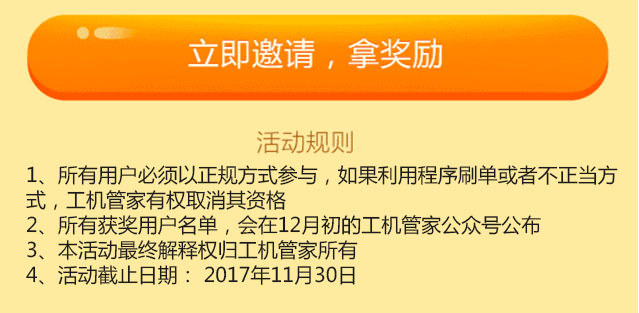 立即邀请，拿奖励
活动规则
1、所有用户必须以正规方式参与，如果利用程序刷单或者不正当方
式，工机管家有权取消其资格
2、所有获奖用户名单，会在12月初的工机管家公众号公布
3、本活动最终解释权归工机管家所有
4、活动截止日期： 2017年11月30日